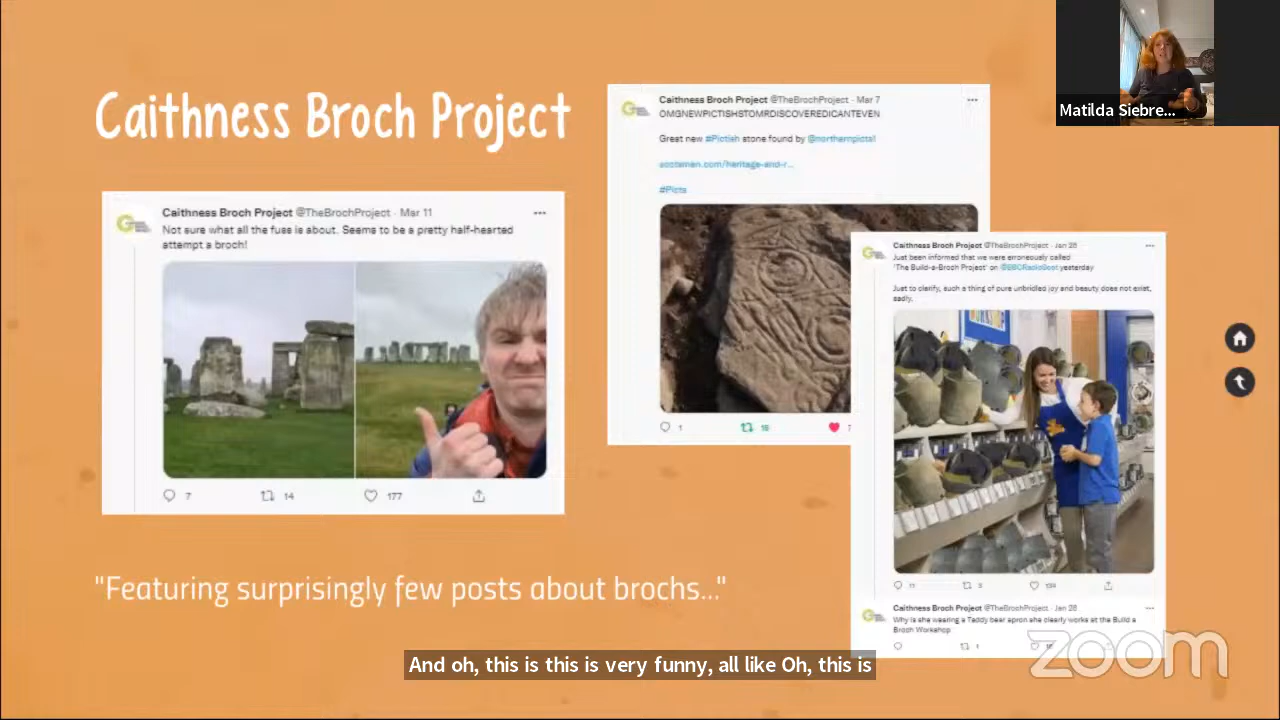 Caithness Broch Project
Caithness Broch Project @TheBrochProject · Mar 11
Not sure what all the fuss is about. Seems to be a pretty half-hearted
attempt a broch!
7
14
177
Caithness Broch Project @TheBrochProject · Mar 7
OMGNEWPICTISHSTOMRDISCOVEREDICANTEVEN
Great new #Pictish stone found by @northernpicts!
scotsman.com/heritage-and-r...
#Picts
1
18
Caithness Broch Project @TheBrochProject · Jan 28
Just been informed that we were erroneously called
'The Build-a-Broch Project' on yesterday
Just to clarify, such a thing of pure unbridled joy and beauty does not exist,
sadly.
11
Caithness Broch Project @TheBrochProject · Jan 28
Why is she wearing a Teddy bear apron she clearly works at the Build a
Broch Workshop
1
"Featuring surprisingly few posts about brochs..."
Matilda Siebre...
And oh, this is this is very funny, all like Oh, this is
zoom